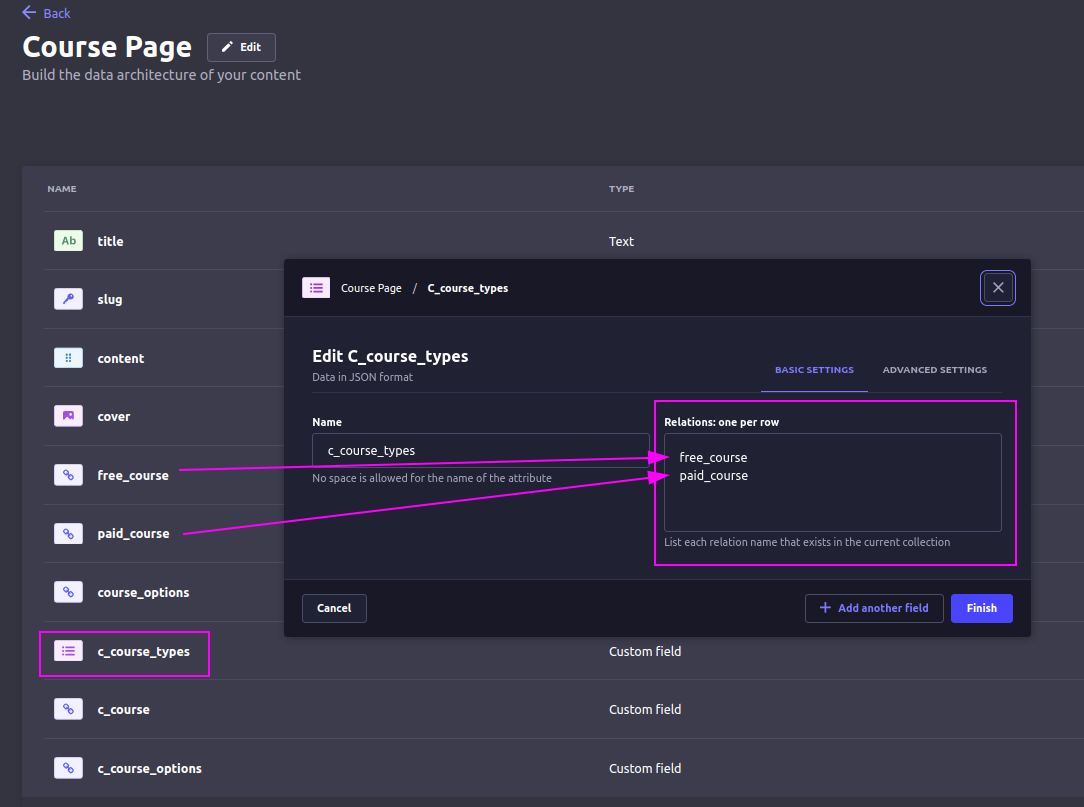 Back
Course Page
Edit
Build the data architecture of your content
NAME TYPE
Ab title Text
slug
content
cover
free_course
paid_course
course_options
c_course_types Custom field
c_course Custom field
c_course_options Custom field
Course Page / C_course_types
Edit C_course_types
Data in JSON format
BASIC SETTINGS ADVANCED SETTINGS
Name
c_course_types
No space is allowed for the name of the attribute
Relations: one per row
free_course
paid_course
List each relation name that exists in the current collection
Cancel
Add another field
Finish